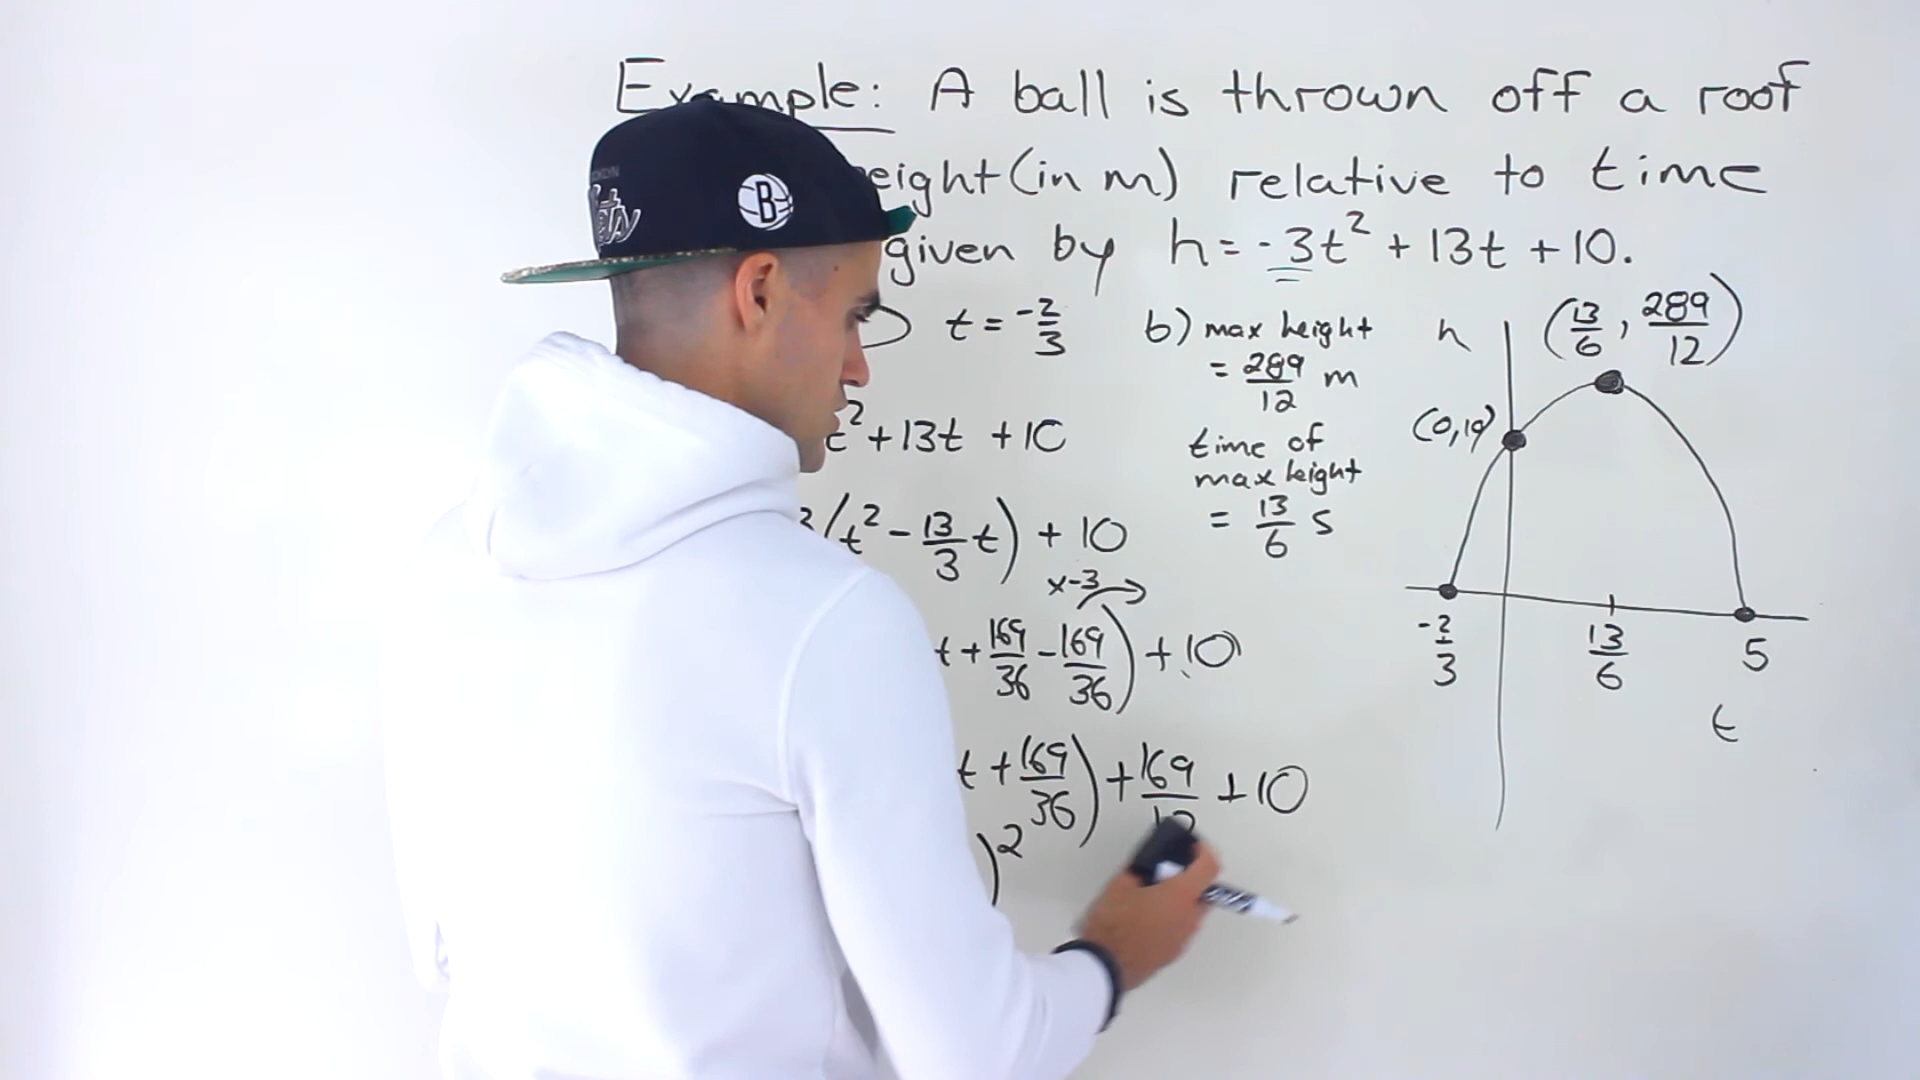 Example: A ball is thrown off a roof
eight (in m) relative to time
given by h = -3t² + 13t + 10.
t = -2/3
t² + 13t + 10
(t² - 13/3 t) + 10
x-3
t + 169/36 - 169/36) + 10
t + 169/36) + 169/12 + 10
)²
b) max height
= 289/12 m
time of
max height
= 13/6 s
h
(13/6, 289/12)
(0,10)
-2/3
13/6
5
t
B